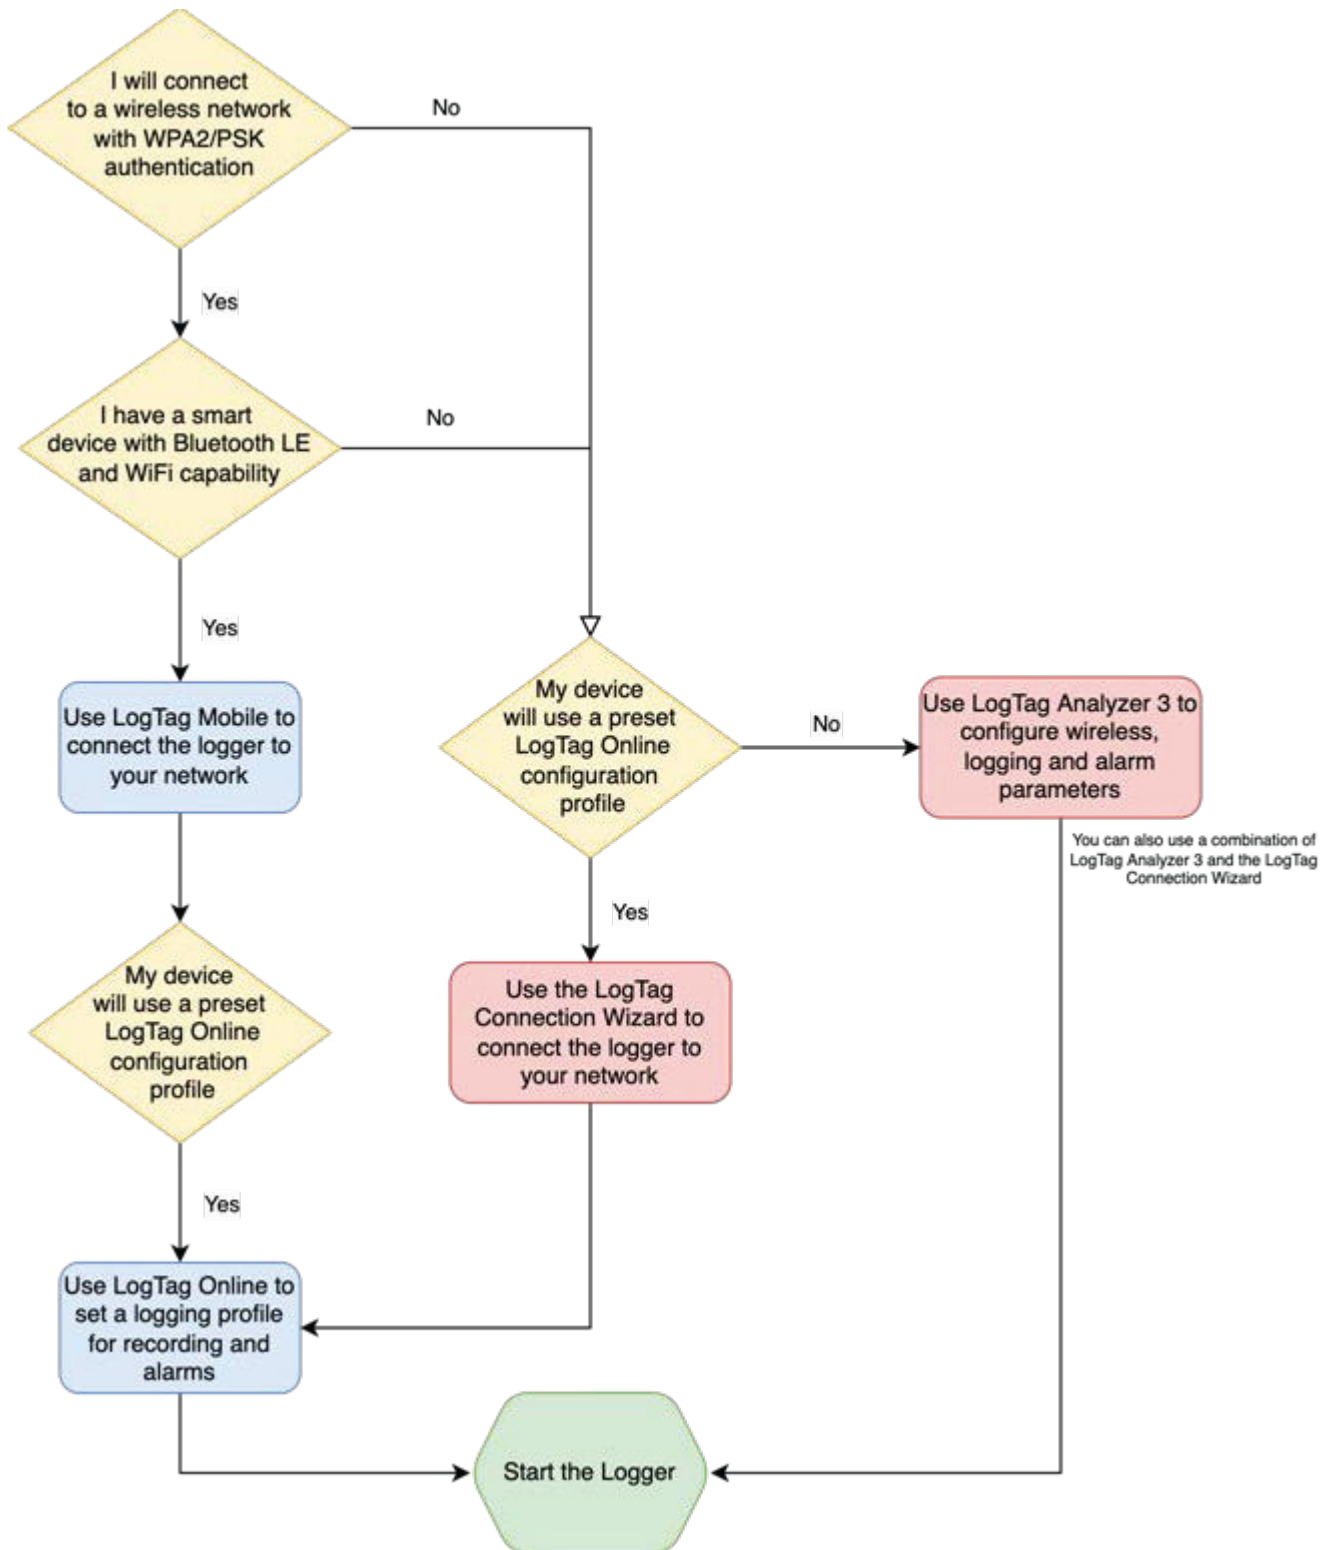 I will connect
to a wireless network
with WPA2/PSK
authentication
No
Yes
I have a smart
device with Bluetooth LE
and WiFi capability
No
Yes
Use LogTag Mobile to
connect the logger to
your network
My device
will use a preset
LogTag Online
configuration
profile
No
Use LogTag Analyzer 3 to
configure wireless,
logging and alarm
parameters
You can also use a combination of
LogTag Analyzer 3 and the LogTag
Connection Wizard
Yes
My device
will use a preset
LogTag Online
configuration
profile
Use the LogTag
Connection Wizard to
connect the logger to
your network
Yes
Use LogTag Online to
set a logging profile
for recording and
alarms
Start the Logger